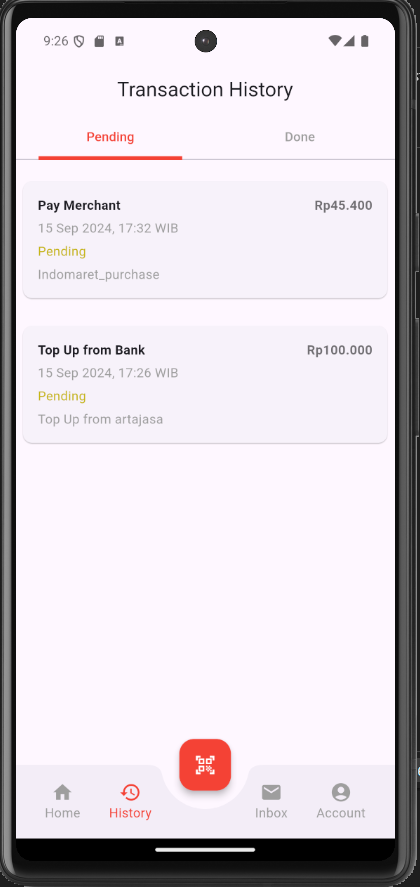 9:26
A
Transaction History
Pending Done
Pay Merchant Rp45.400
15 Sep 2024, 17:32 WIB
Pending
Indomaret_purchase
Top Up from Bank Rp100.000
15 Sep 2024, 17:26 WIB
Pending
Top Up from artajasa
Home History Inbox Account